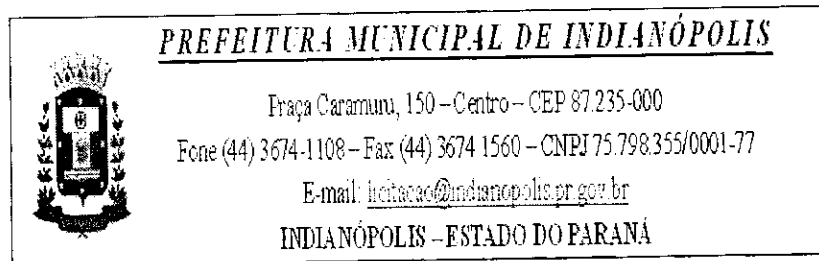 PREFEITURA MUNICIPAL DE INDIANÓPOLIS
Praça Caramuru, 150 – Centro – CEP 87.235-000
Fone (44) 3674-1108 – Fax (44) 3674 1560 – CNPJ 75.798.355/0001-77
E-mail: licitacao@indianopolis.pr.gov.br
INDIANÓPOLIS – ESTADO DO PARANÁ